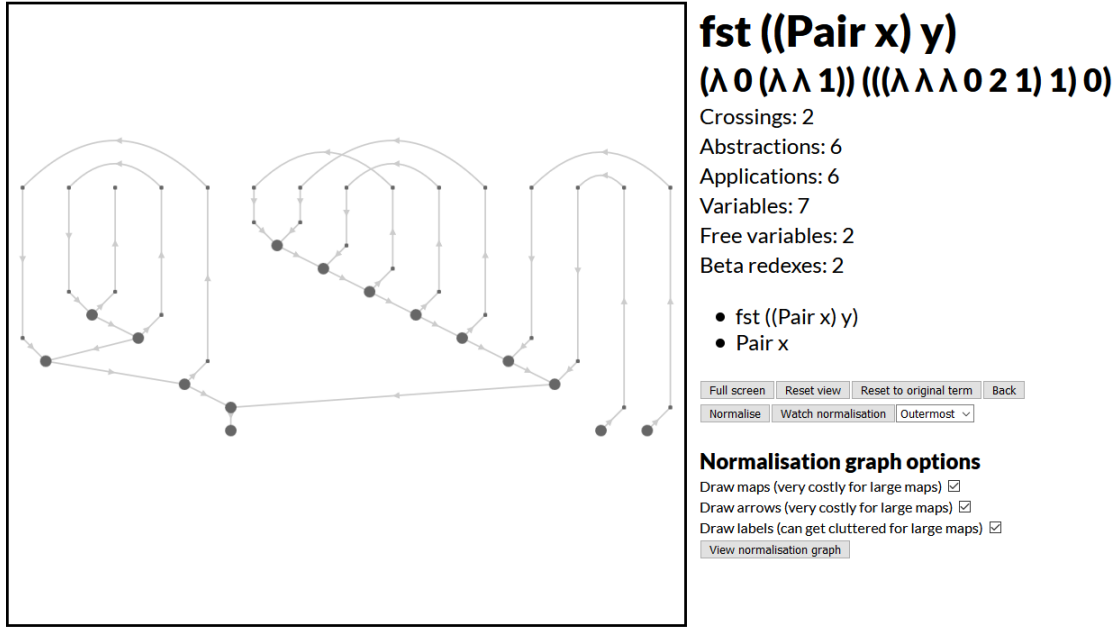 fst ((Pair x) y)
(λ 0 (λ λ 1)) (((λ λ λ 0 2 1) 1) 0)
Crossings: 2
Abstractions: 6
Applications: 6
Variables: 7
Free variables: 2
Beta redexes: 2
fst ((Pair x) y)
Pair x
Full screen Reset view Reset to original term Back
Normalise Watch normalisation Outermost
Normalisation graph options
Draw maps (very costly for large maps)
Draw arrows (very costly for large maps)
Draw labels (can get cluttered for large maps)
View normalisation graph